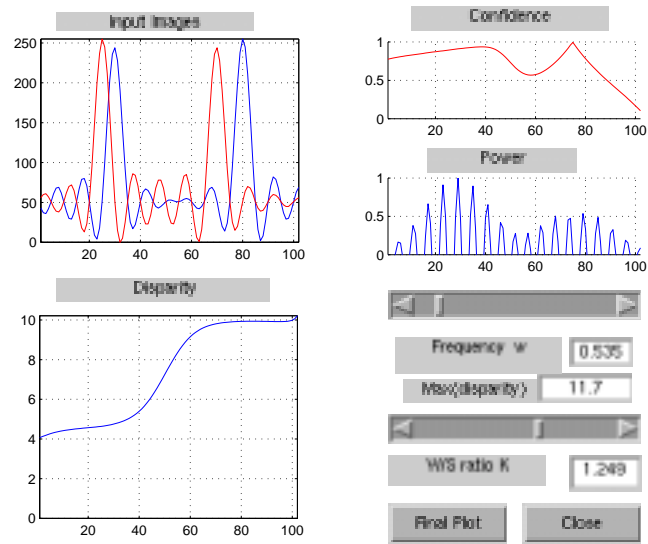 Input Images
250
200
150
100
50
0
20 40 60 80 100
Confidence
1
0.5
0
20 40 60 80 100
Power
1
0.5
0
20 40 60 80 100
Disparity
10
8
6
4
2
0
20 40 60 80 100
Frequency w 0.535
Max(disparity) 11.7
W/S ratio K 1.249
Final Plot Close